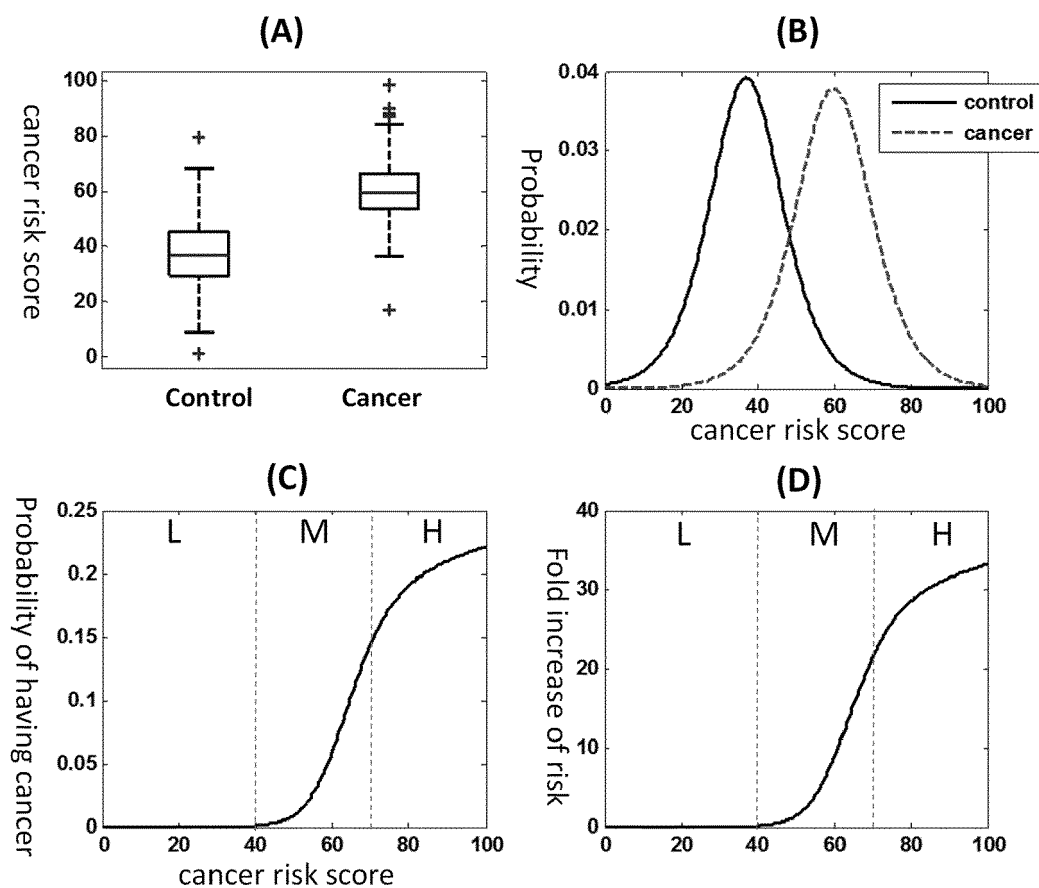 (A)
cancer risk score
100
80
60
40
20
0
Control Cancer
(B)
Probability
0.04
0.03
0.02
0.01
0
control
cancer
0 20 40 60 80 100
cancer risk score
(C)
Probability of having cancer
0.25
0.2
0.15
0.1
0.05
0
L M H
0 20 40 60 80 100
cancer risk score
(D)
Fold increase of risk
40
30
20
10
0
L M H
0 20 40 60 80 100